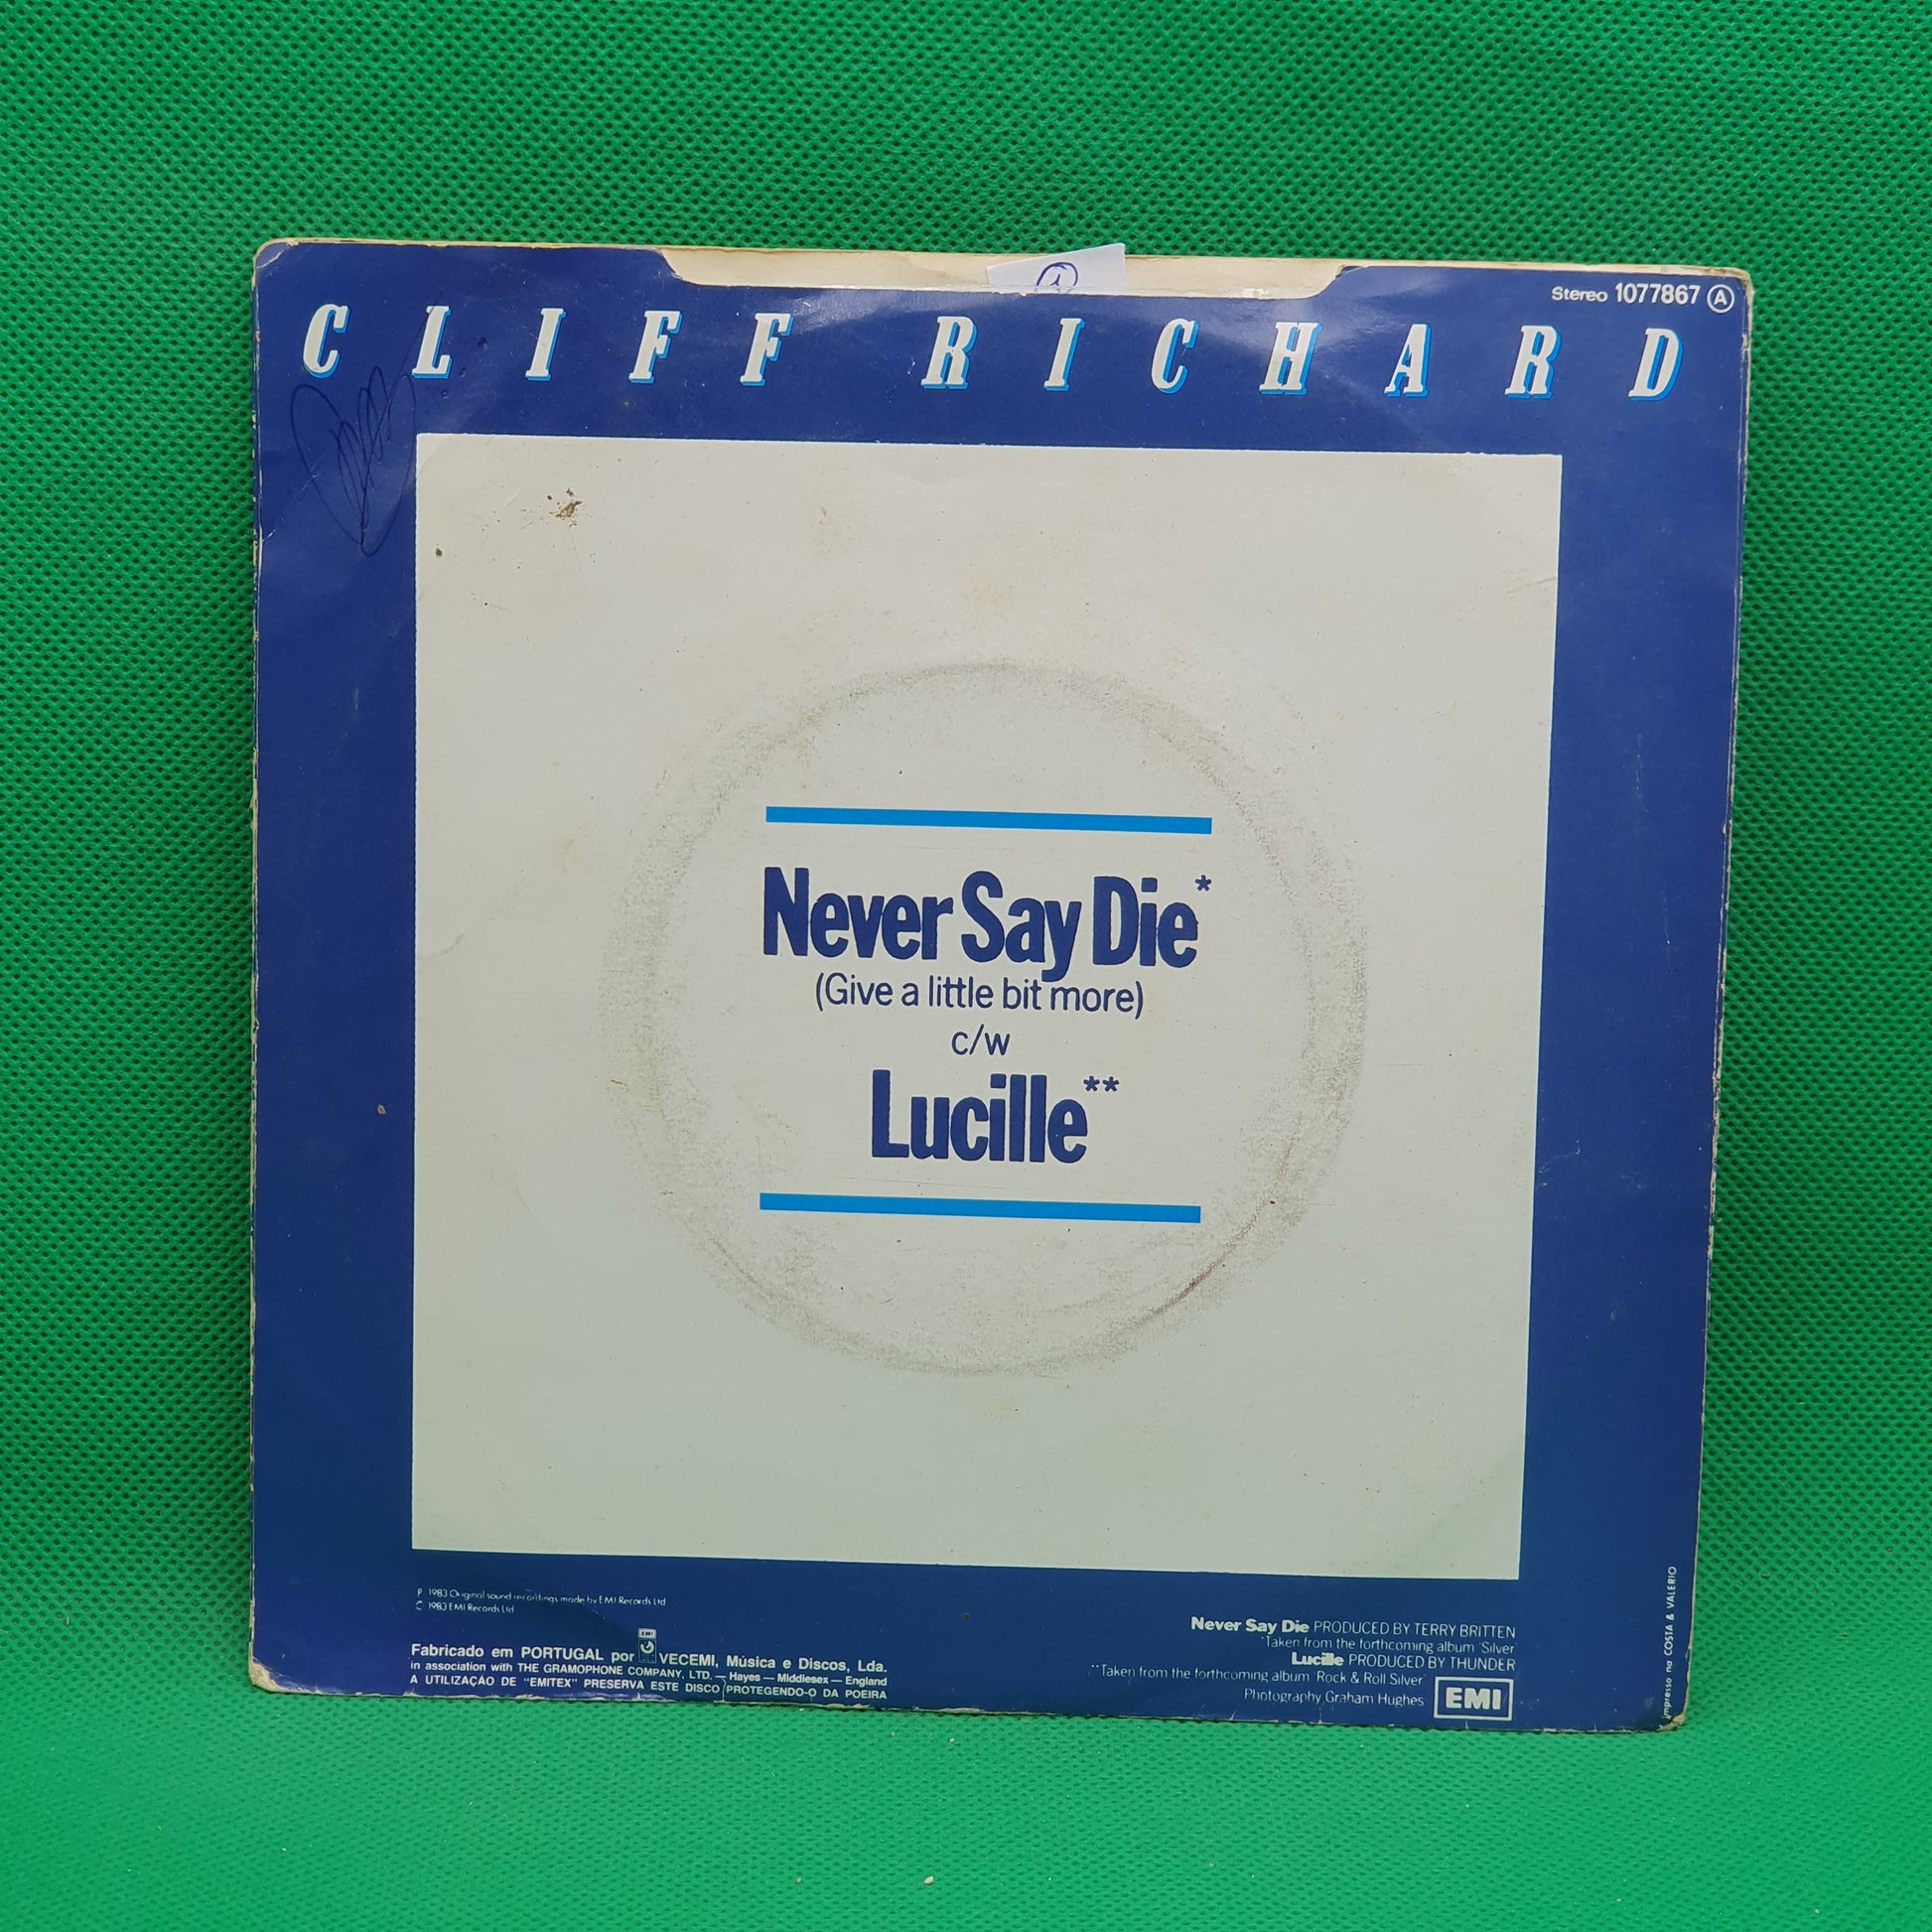 Stereo 1077867 Ⓐ
CLIFF RICHARD
Never Say Die*
(Give a little bit more)
c/w
Lucille**
P 1983 Original sound recordings made by EMI Records Ltd
C 1983 EMI Records Ltd
Fabricado em PORTUGAL por EMI VECEMI, Música e Discos, Lda.
in association with THE GRAMOPHONE COMPANY, LTD. — Hayes — Middlesex — England
A UTILIZAÇÃO DE "EMITEX" PRESERVA ESTE DISCO PROTEGENDO-O DA POEIRA
Never Say Die PRODUCED BY TERRY BRITTEN
*Taken from the forthcoming album 'Silver'
Lucille PRODUCED BY THUNDER
**Taken from the forthcoming album 'Rock & Roll Silver'
Photography Graham Hughes
EMI
Impresso na COSTA & VALERIO